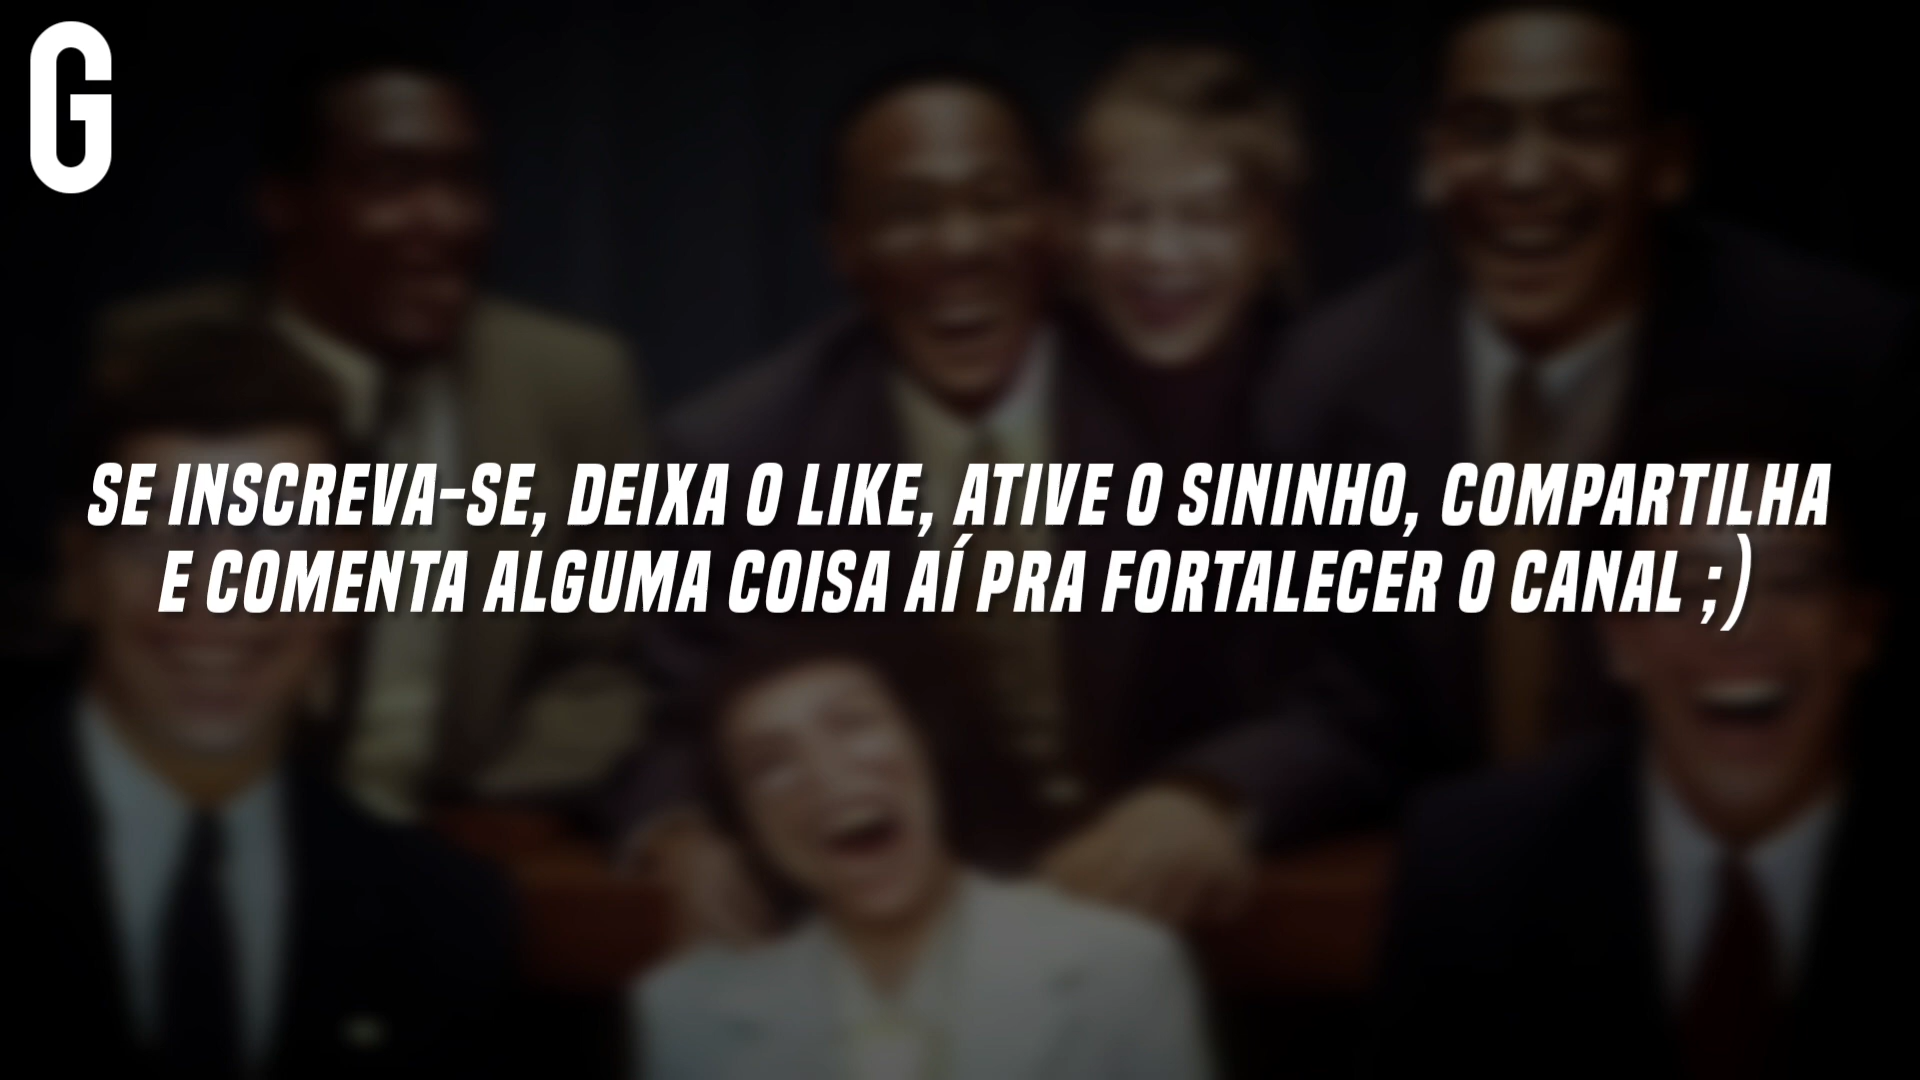 G
SE INSCREVA-SE, DEIXA O LIKE, ATIVE O SININHO, COMPARTILHA
E COMENTA ALGUMA COISA AÍ PRA FORTALECER O CANAL ;)